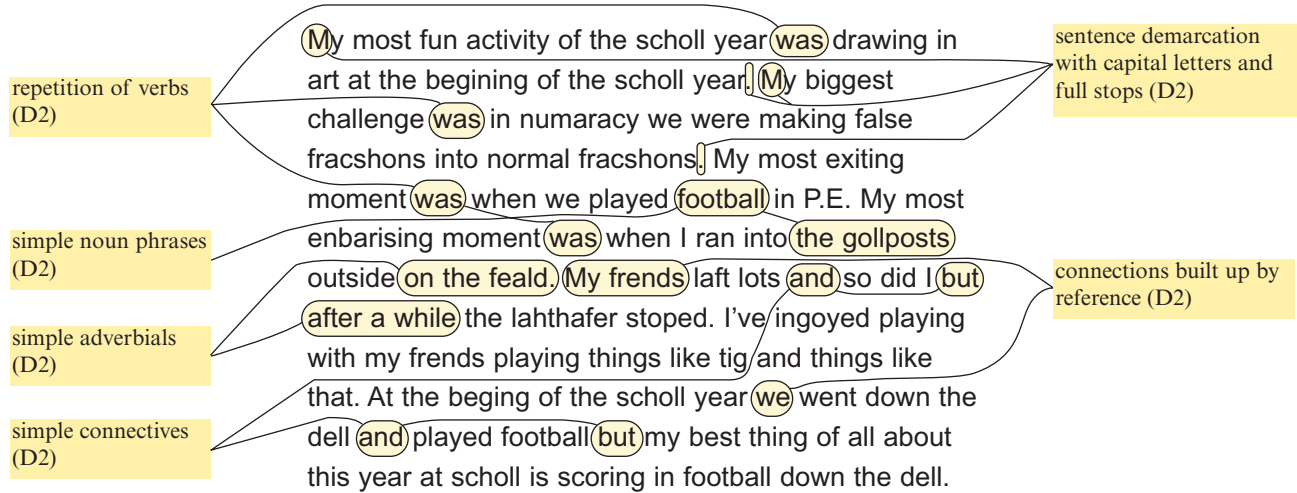 My most fun activity of the scholl year was drawing in
art at the begining of the scholl year. My biggest
challenge was in numaracy we were making false
fracshons into normal fracshons. My most exiting
moment was when we played football in P.E. My most
enbarising moment was when I ran into the gollposts
outside on the feald. My frends laft lots and so did I but
after a while the lahthafer stoped. I've ingoyed playing
with my frends playing things like tig and things like
that. At the beging of the scholl year we went down the
dell and played football but my best thing of all about
this year at scholl is scoring in football down the dell.
repetition of verbs
(D2)
simple noun phrases
(D2)
simple adverbials
(D2)
simple connectives
(D2)
sentence demarcation
with capital letters and
full stops (D2)
connections built up by
reference (D2)